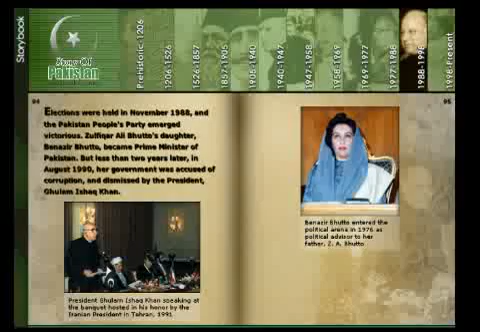 Storybook
Story Of
Pakistan
Prehistoric-1206
1206-1526
1526-1857
1857-1905
1905-1940
1940-1947
1947-1958
1958-1969
1969-1977
1977-1988
1988-1998
1998-Present
94
95
Elections were held in November 1988, and
the Pakistan People's Party emerged
victorious. Zulfiqar Ali Bhutto's daughter,
Benazir Bhutto, became Prime Minister of
Pakistan. But less than two years later, in
August 1990, her government was accused of
corruption, and dismissed by the President,
Ghulam Ishaq Khan.
President Ghulam Ishaq Khan speaking at
the banquet hosted in his honor by the
Iranian President in Tehran, 1991
Benazir Bhutto entered the
political arena in 1976 as
political advisor to her
father, Z. A. Bhutto